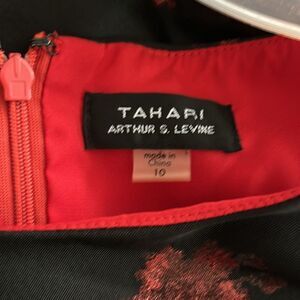 TAHARI
ARTHUR S. LEVINE
made in
China
10